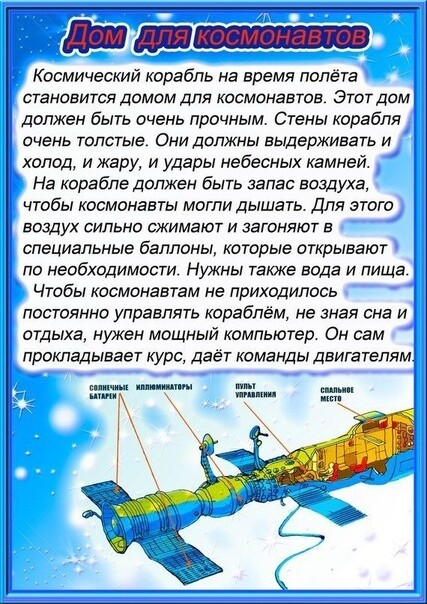 Дом для космонавтов
Космический корабль на время полёта
становится домом для космонавтов. Этот дом
должен быть очень прочным. Стены корабля
очень толстые. Они должны выдерживать и
холод, и жару, и удары небесных камней.
На корабле должен быть запас воздуха,
чтобы космонавты могли дышать. Для этого
воздух сильно сжимают и загоняют в
специальные баллоны, которые открывают
по необходимости. Нужны также вода и пища.
Чтобы космонавтам не приходилось
постоянно управлять кораблём, не зная сна и
отдыха, нужен мощный компьютер. Он сам
прокладывает курс, даёт команды двигателям.
СОЛНЕЧНЫЕ
БАТАРЕИ
ИЛЛЮМИНАТОРЫ
ПУЛЬТ
УПРАВЛЕНИЯ
СПАЛЬНОЕ
МЕСТО